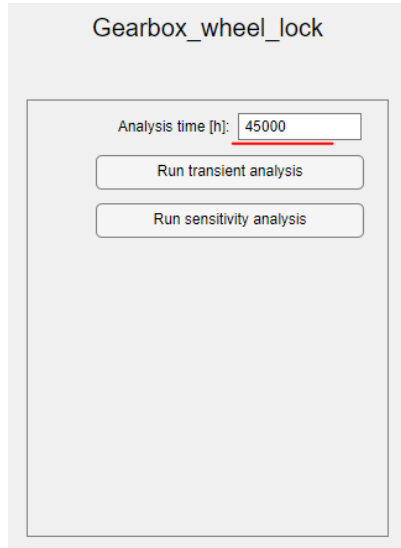 Gearbox_wheel_lock
Analysis time [h]: 45000
Run transient analysis
Run sensitivity analysis